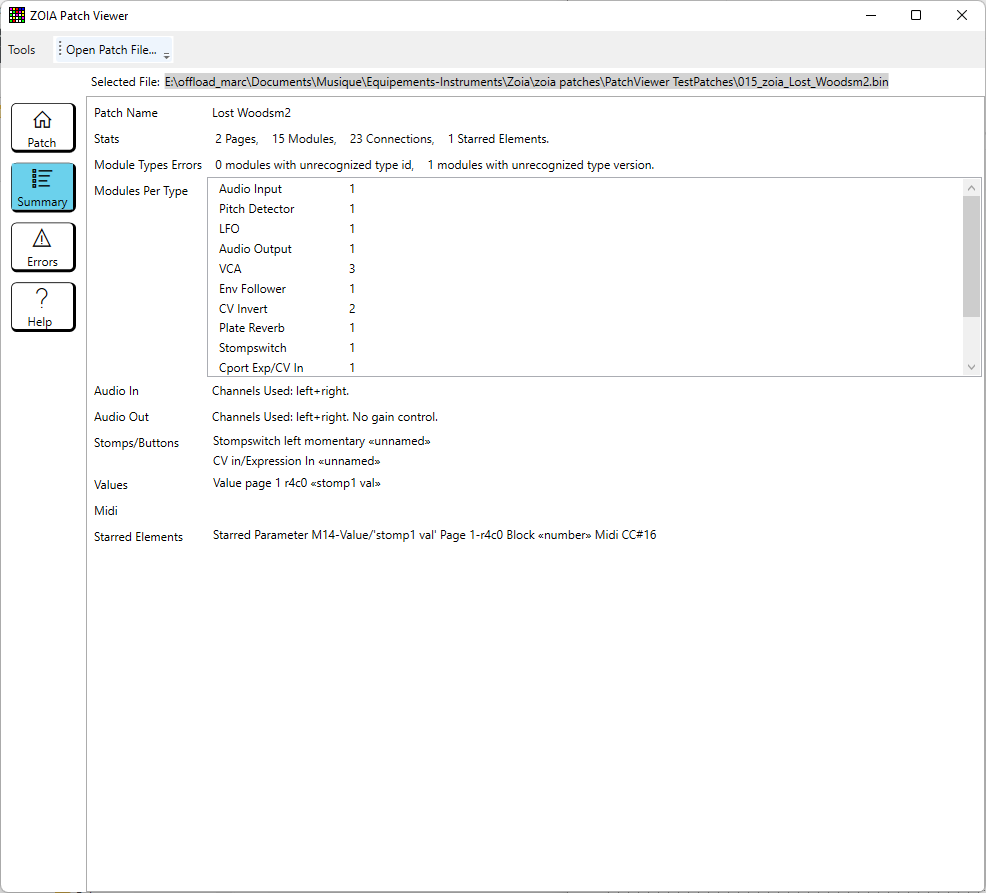 ZOIA Patch Viewer
Tools Open Patch File...
Selected File: E:\offload_marc\Documents\Musique\Equipements-Instruments\Zoia\zoia patches\PatchViewer TestPatches\015_zoia_Lost_Woodsm2.bin
Patch
Summary
Errors
Help
Patch Name Lost Woodsm2
Stats 2 Pages, 15 Modules, 23 Connections, 1 Starred Elements.
Module Types Errors 0 modules with unrecognized type id, 1 modules with unrecognized type version.
Modules Per Type
Audio Input 1
Pitch Detector 1
LFO 1
Audio Output 1
VCA 3
Env Follower 1
CV Invert 2
Plate Reverb 1
Stompswitch 1
Cport Exp/CV In 1
Audio In Channels Used: left+right.
Audio Out Channels Used: left+right. No gain control.
Stomps/Buttons Stompswitch left momentary «unnamed»
CV in/Expression In «unnamed»
Values Value page 1 r4c0 «stomp1 val»
Midi
Starred Elements Starred Parameter M14-Value/'stomp1 val' Page 1-r4c0 Block «number» Midi CC#16